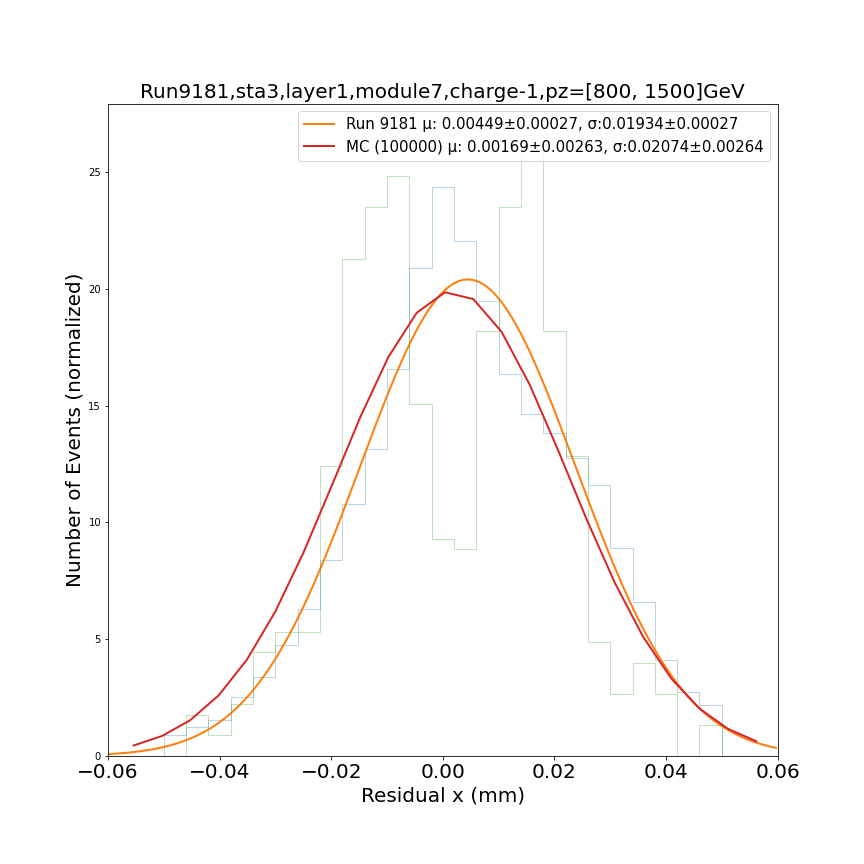 Run9181,sta3,layer1,module7,charge-1,pz=[800, 1500]GeV
Run 9181 μ: 0.00449±0.00027, σ:0.01934±0.00027
MC (100000) μ: 0.00169±0.00263, σ:0.02074±0.00264
Number of Events (normalized)
25
20
15
10
5
0
−0.06 −0.04 −0.02 0.00 0.02 0.04 0.06
Residual x (mm)